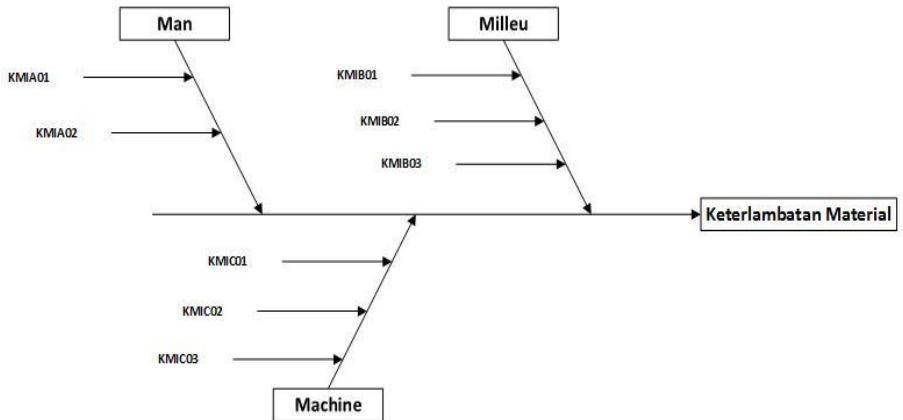 Man
Milleu
KMIA01
KMIB01
KMIA02
KMIB02
KMIB03
Keterlambatan Material
KMIC01
KMIC02
KMIC03
Machine